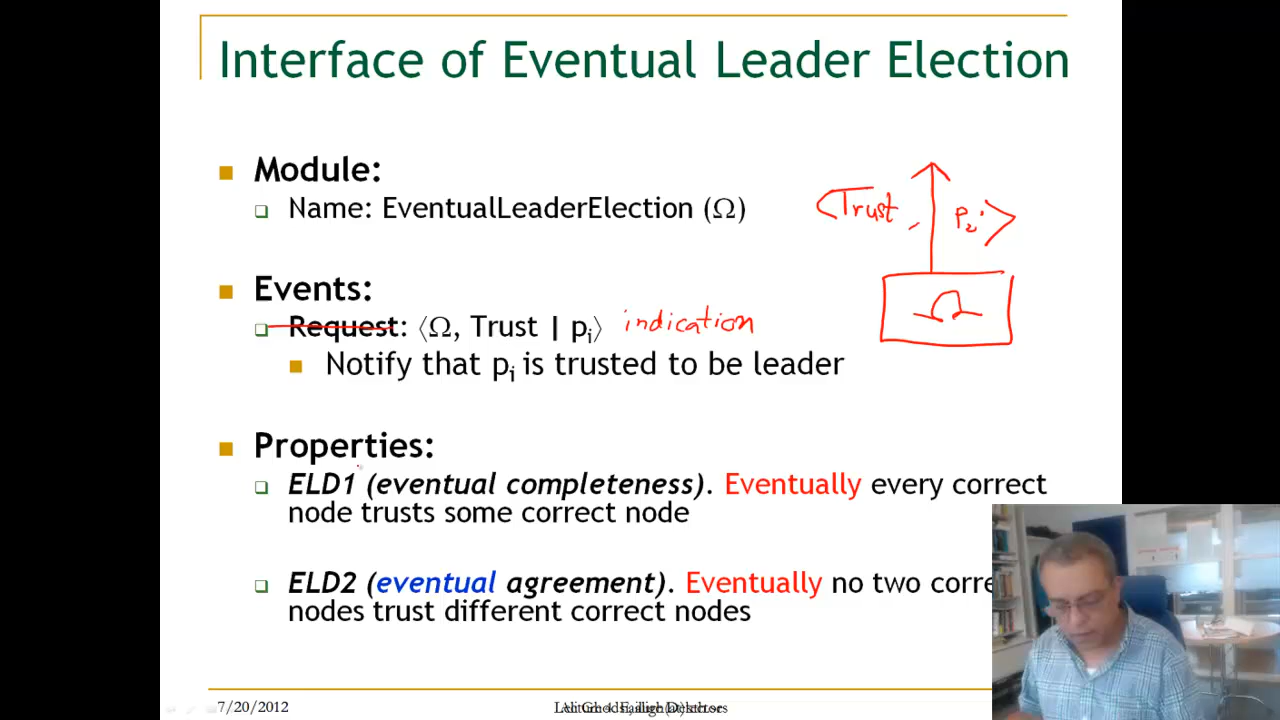 Interface of Eventual Leader Election
Module:
Name: EventualLeaderElection (Ω)
⟨Trust p₂⟩
Ω
Events:
Request: ⟨Ω, Trust | pᵢ⟩ indication
Notify that pᵢ is trusted to be leader
Properties:
ELD1 (eventual completeness). Eventually every correct
node trusts some correct node
ELD2 (eventual agreement). Eventually no two corre
nodes trust different correct nodes
7/20/2012